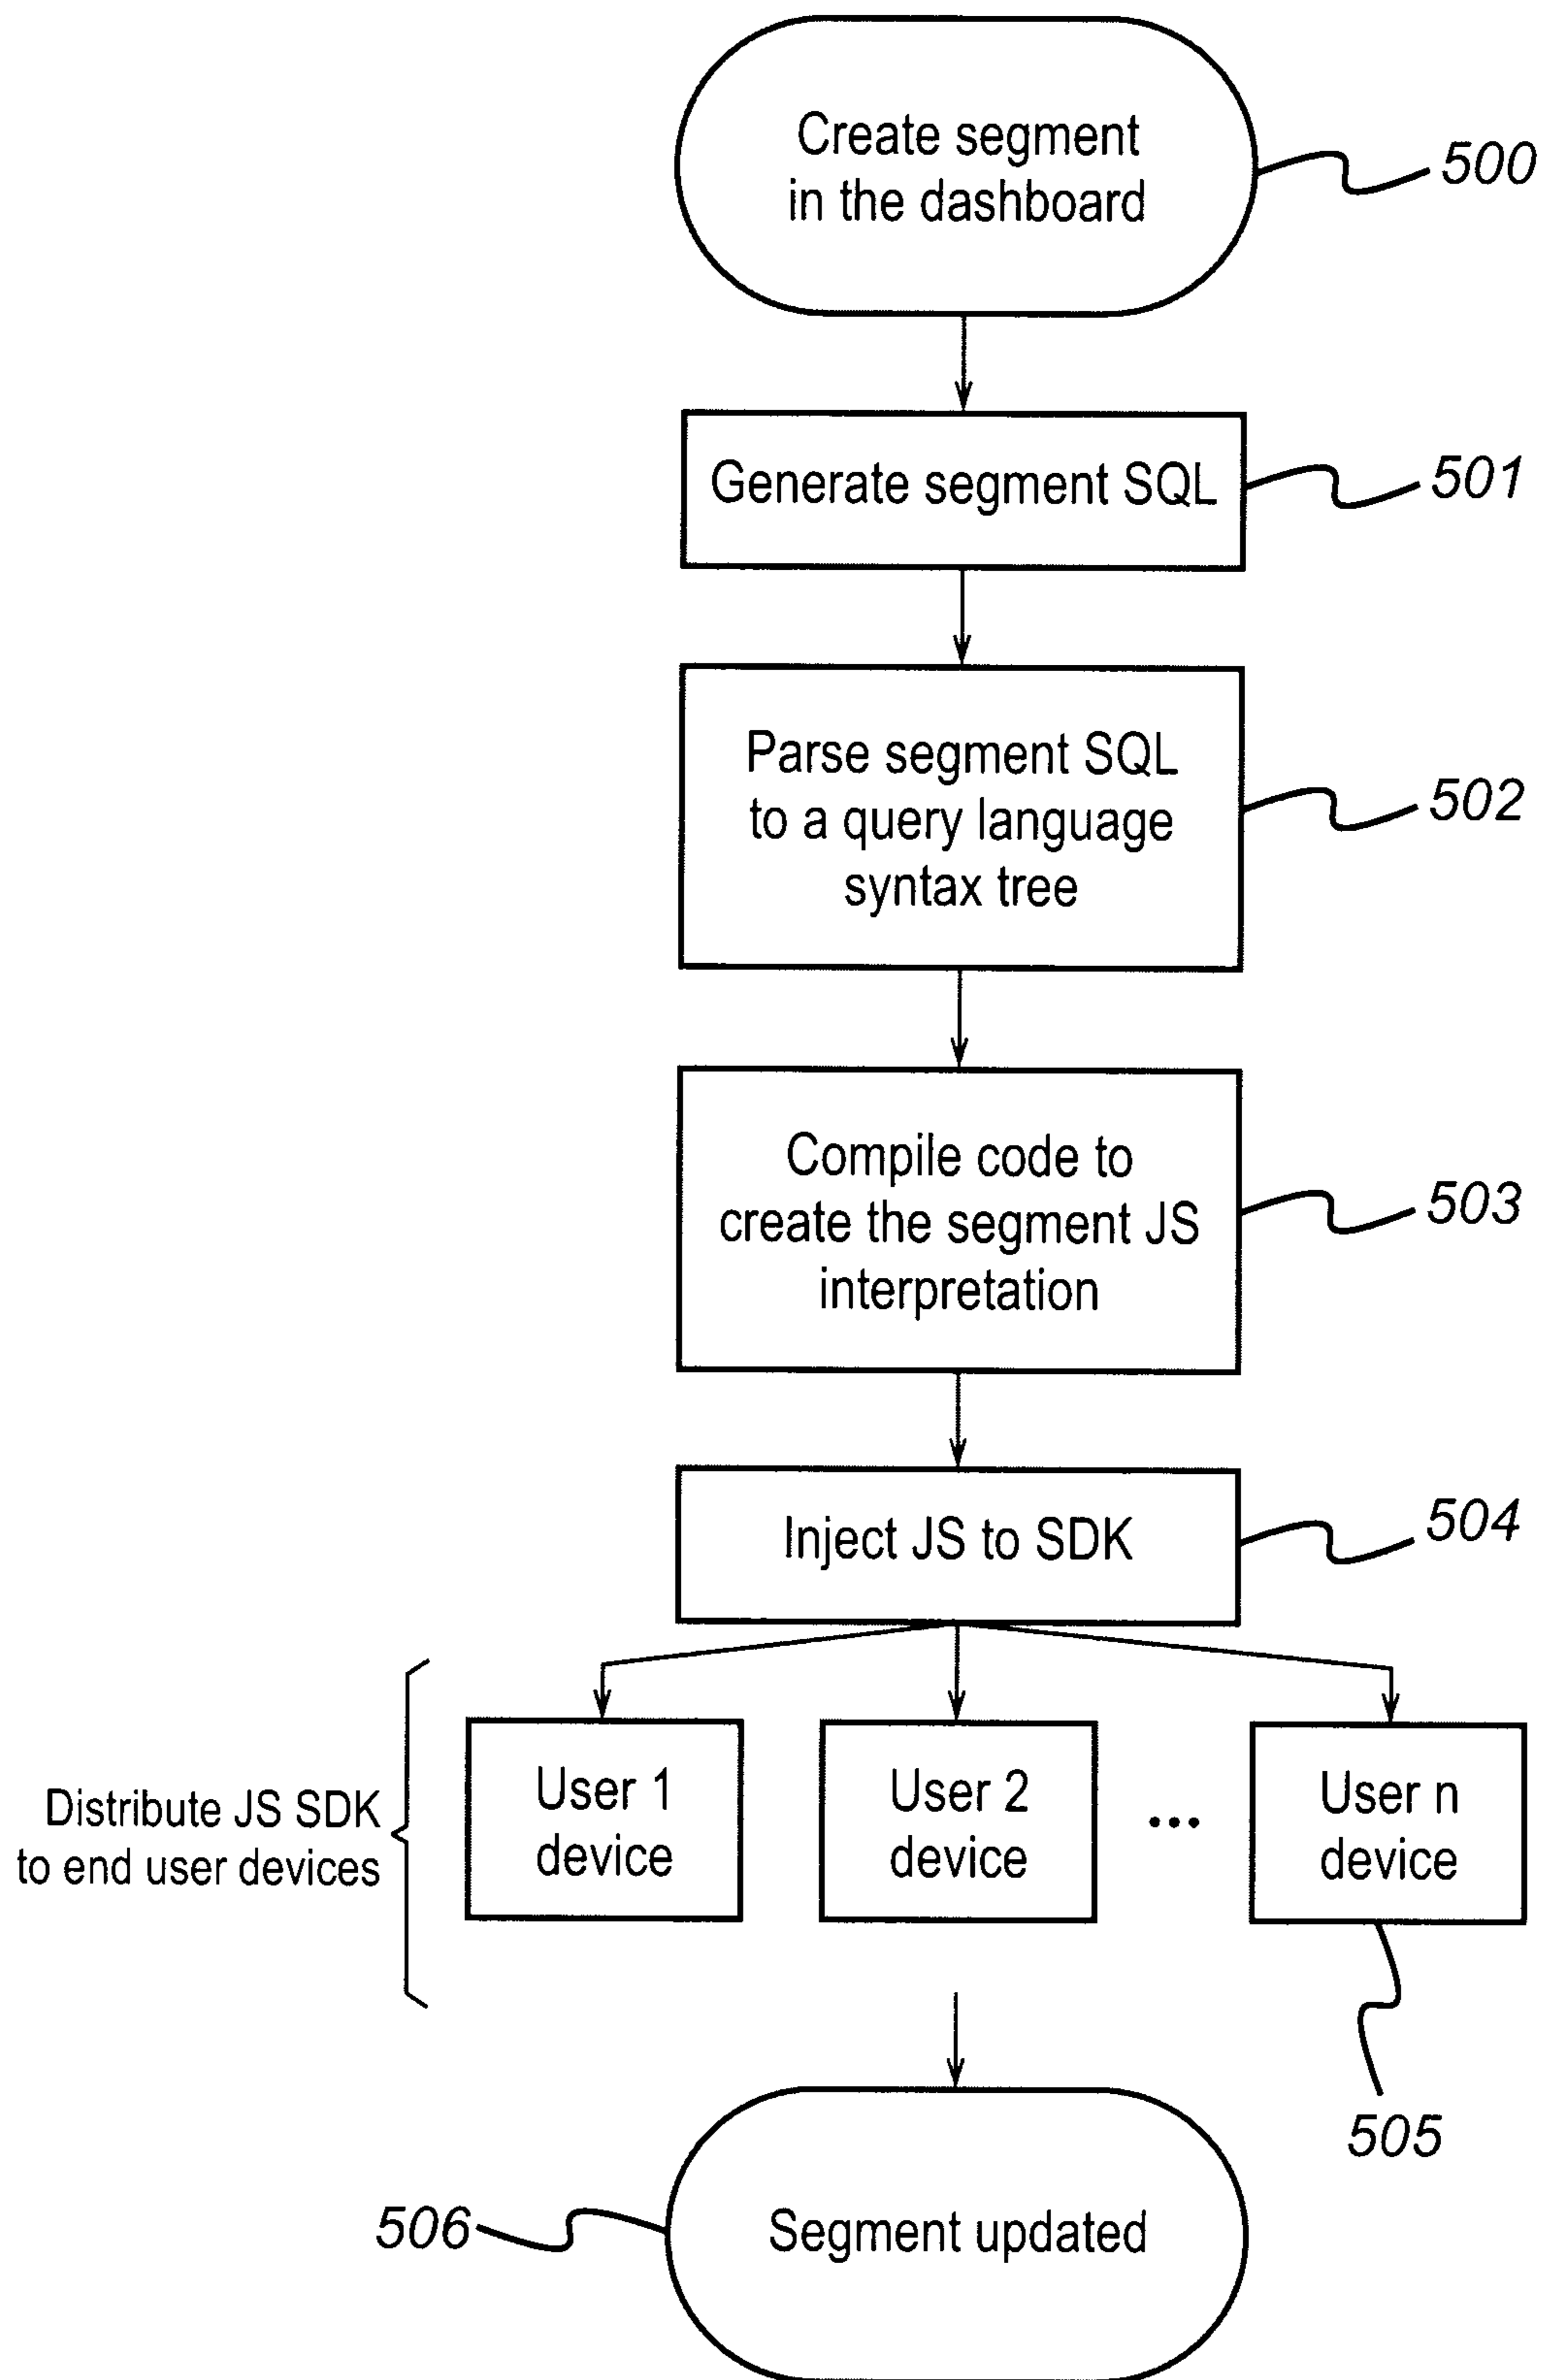 Create segment
in the dashboard
500
Generate segment SQL
501
Parse segment SQL
to a query language
syntax tree
502
Compile code to
create the segment JS
interpretation
503
Inject JS to SDK
504
Distribute JS SDK
to end user devices
User 1
device
User 2
device
...
User n
device
505
506
Segment updated